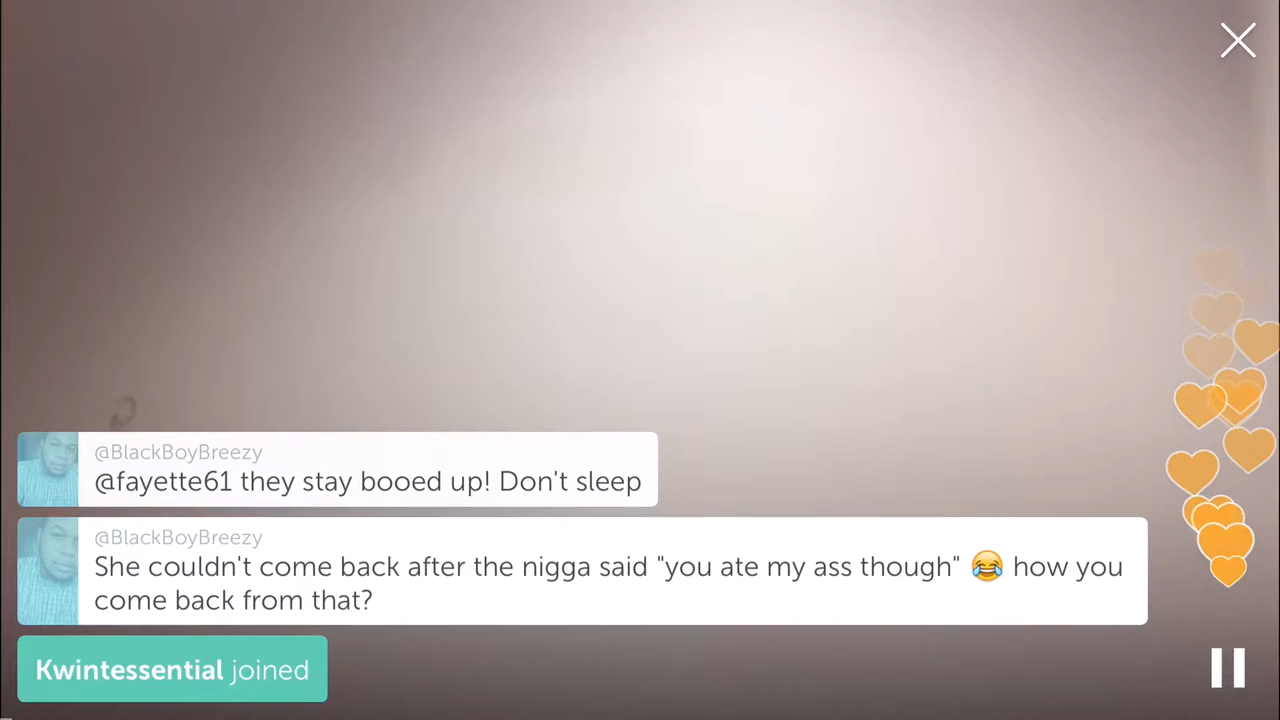 @BlackBoyBreezy
@fayette61 they stay booed up! Don't sleep
@BlackBoyBreezy
She couldn't come back after the nigga said "you ate my ass though" 😂 how you
come back from that?
Kwintessential joined